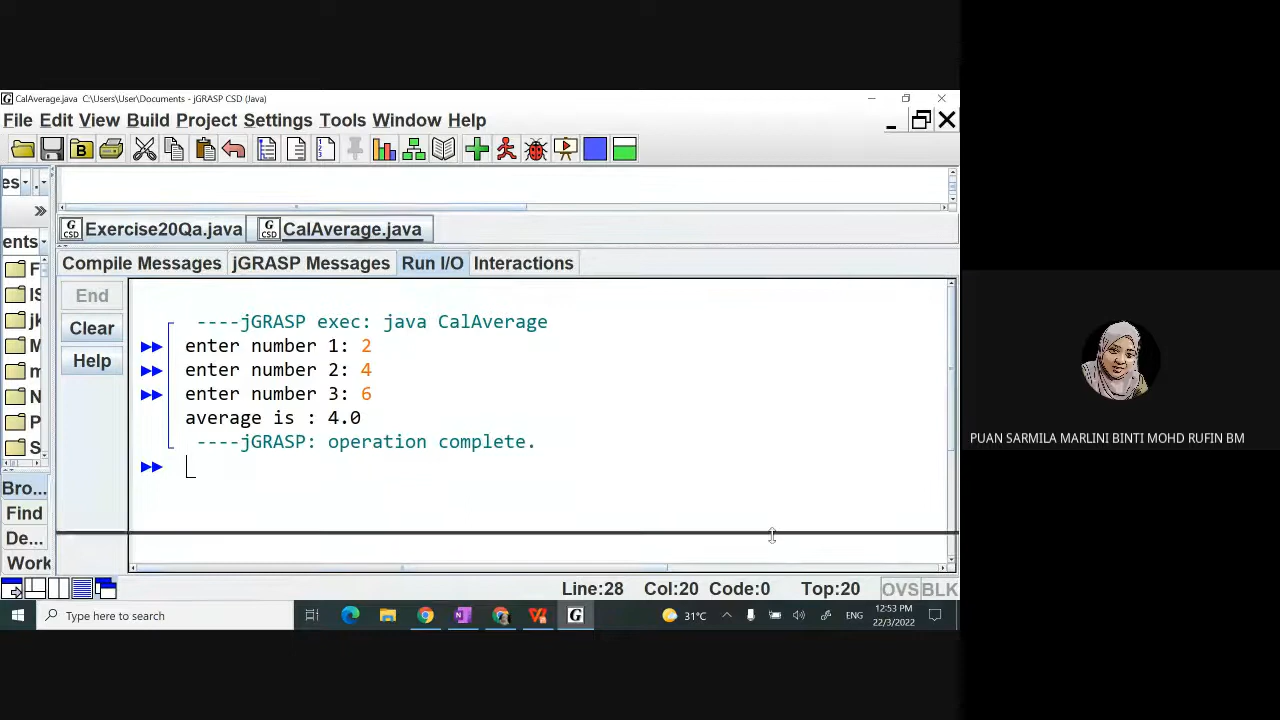 CalAverage.java C:\Users\User\Documents - jGRASP CSD (Java)
File Edit View Build Project Settings Tools Window Help
es
Exercise20Qa.java CalAverage.java
ents
Compile Messages jGRASP Messages Run I/O Interactions
F
IS
jk
M
m
N
P
S
End
Clear
Help
----jGRASP exec: java CalAverage
enter number 1: 2
enter number 2: 4
enter number 3: 6
average is : 4.0
----jGRASP: operation complete.
Bro...
Find
De...
Work
Line:28 Col:20 Code:0 Top:20 OVS BLK
Type here to search
31°C
ENG
12:53 PM
22/3/2022
PUAN SARMILA MARLINI BINTI MOHD RUFIN BM